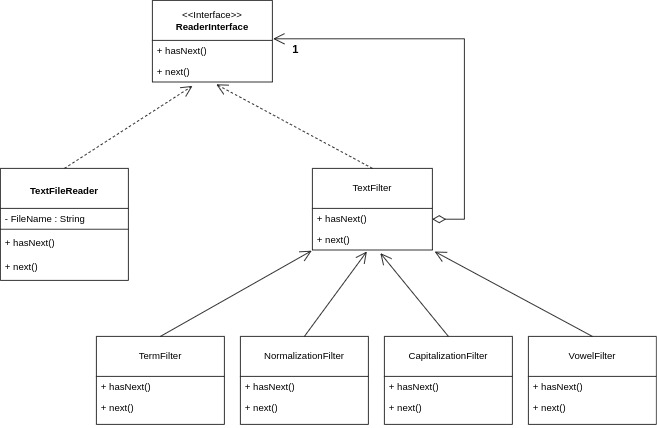 <<Interface>>
ReaderInterface
+ hasNext()
+ next()
1
TextFileReader
- FileName : String
+ hasNext()
+ next()
TextFilter
+ hasNext()
+ next()
TermFilter
+ hasNext()
+ next()
NormalizationFilter
+ hasNext()
+ next()
CapitalizationFilter
+ hasNext()
+ next()
VowelFilter
+ hasNext()
+ next()